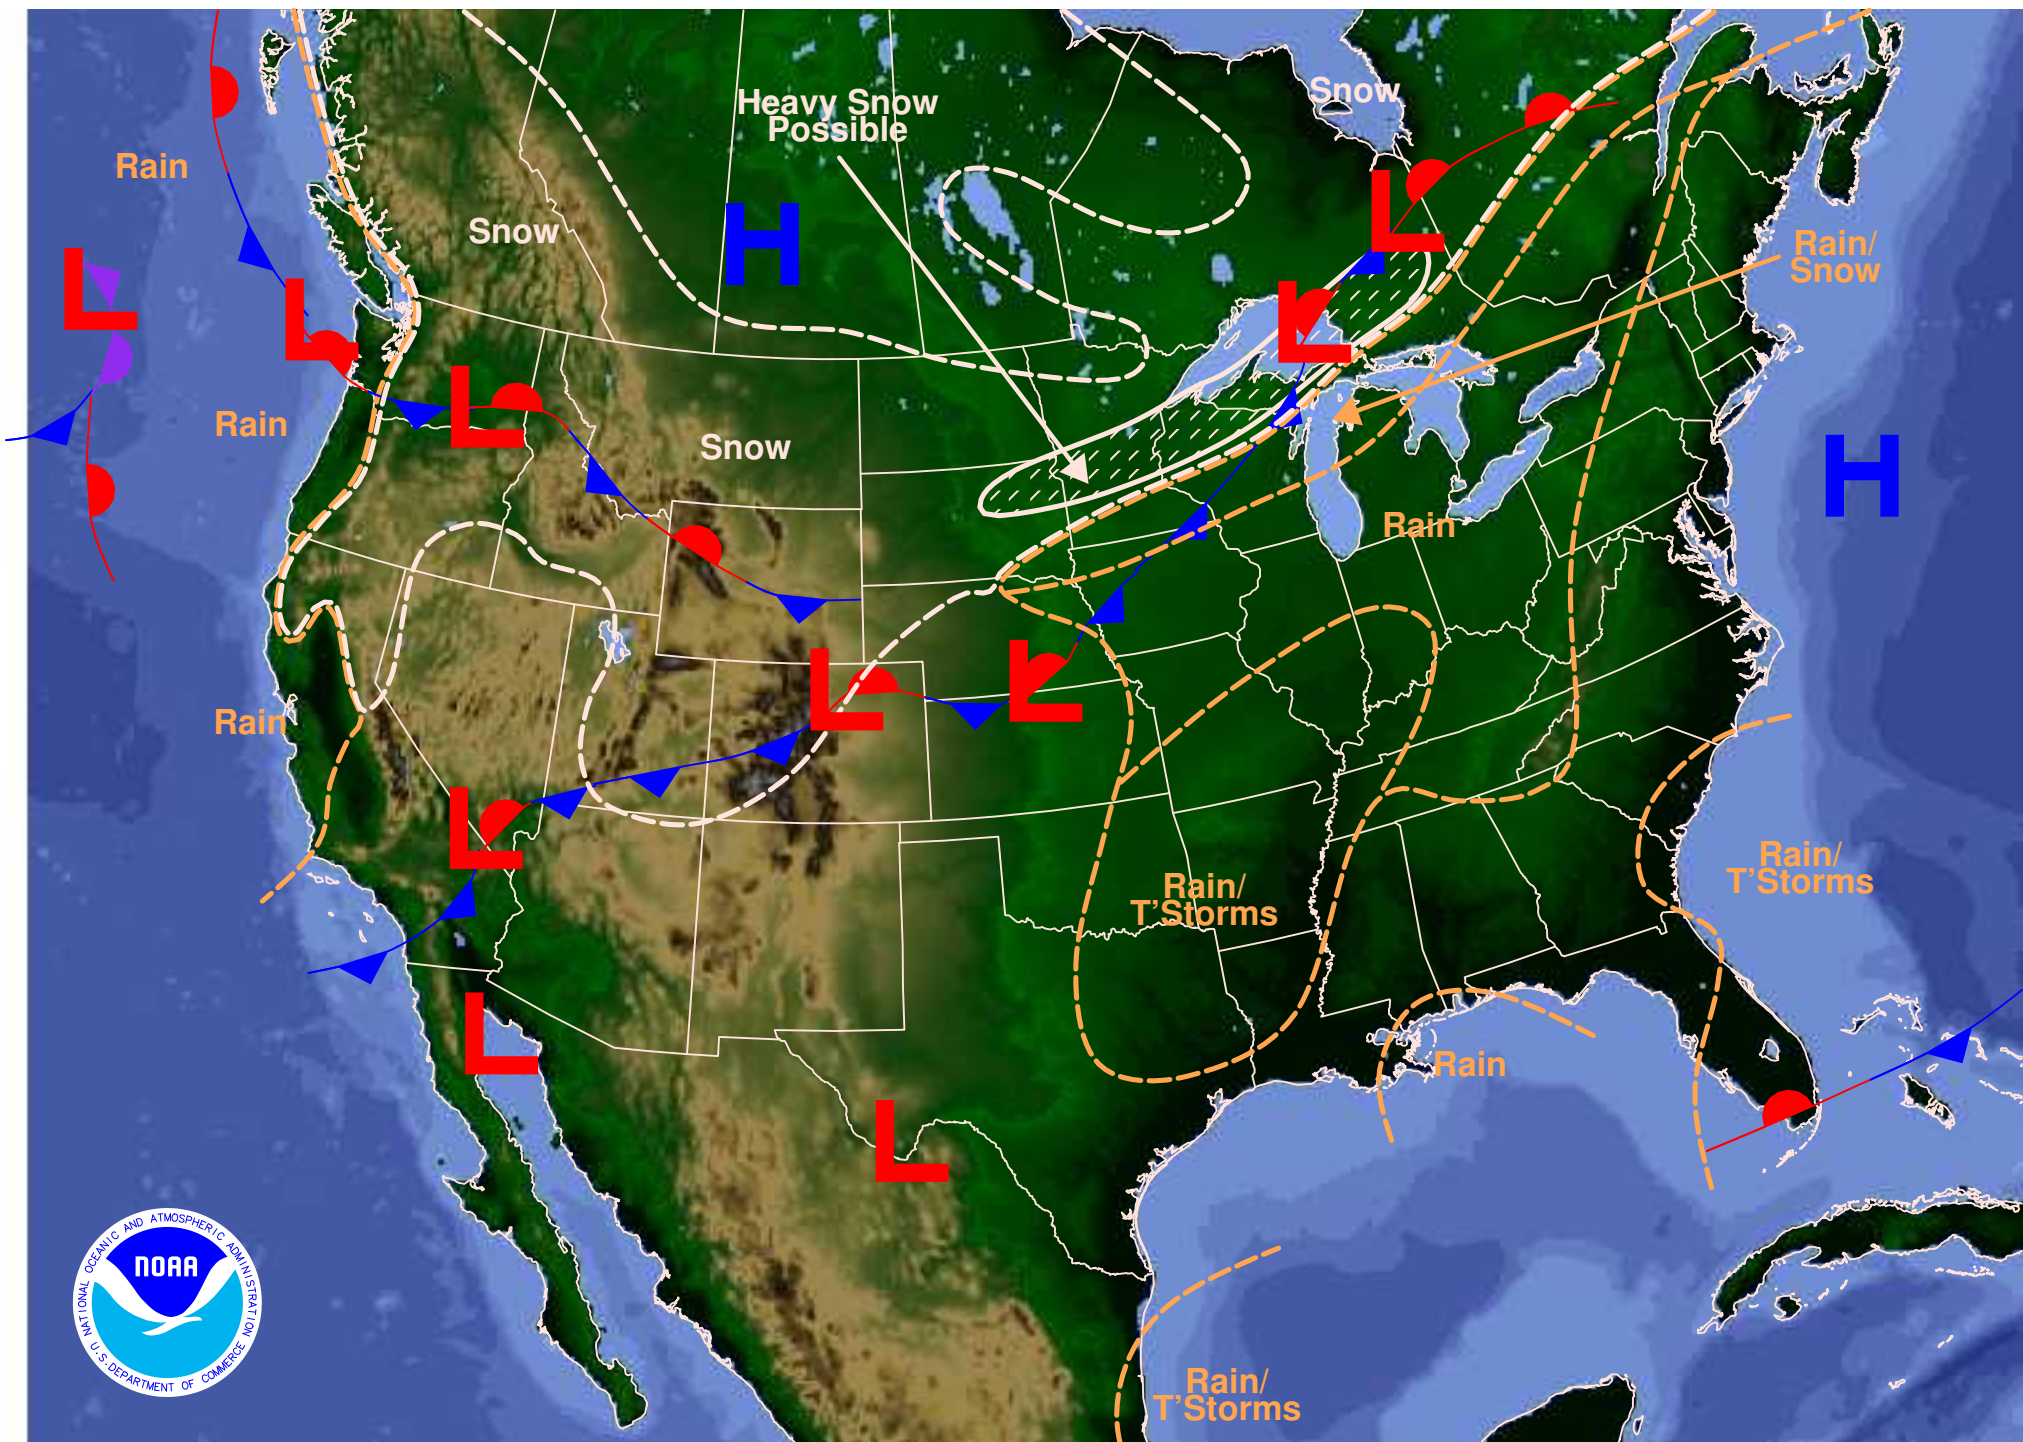 Heavy Snow
Possible
Snow
Rain
Snow
H
L
Rain/
Snow
L
L
L
Rain
L
Snow
H
Rain
L
L
Rain
L
Rain/
T'Storms
Rain/
T'Storms
L
Rain
L
NATIONAL OCEANIC AND ATMOSPHERIC ADMINISTRATION
NOAA
U.S. DEPARTMENT OF COMMERCE
Rain/
T'Storms